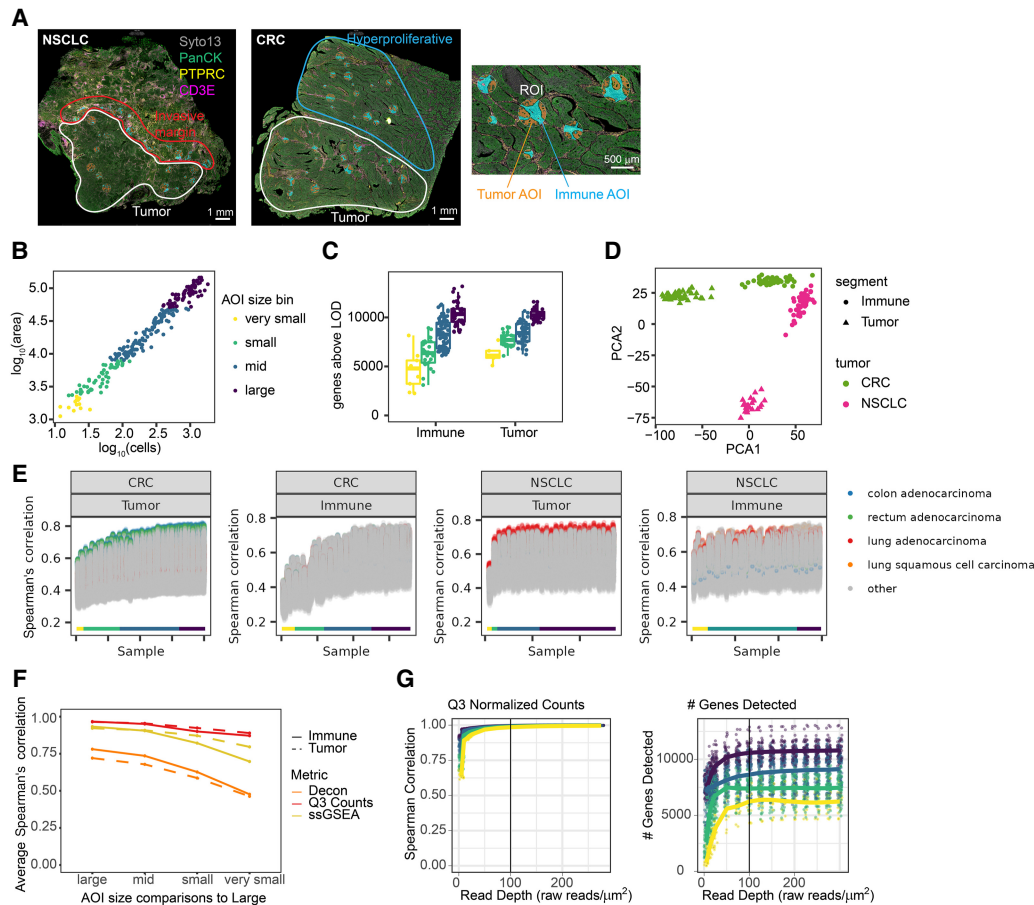 A
NSCLC
Syto13
PanCK
PTPRC
CD3E
Invasive
margin
Tumor
1 mm
CRC
Hyperproliferative
Tumor
1 mm
ROI
500 µm
Tumor AOI
Immune AOI
B
log10(area)
5.0
4.5
4.0
3.5
3.0
1.0
1.5
2.0
2.5
3.0
log10(cells)
AOI size bin
very small
small
mid
large
C
genes above LOD
10000
5000
0
Immune
Tumor
D
PCA2
25
0
−25
−50
−75
−100
−50
0
50
PCA1
segment
Immune
Tumor
tumor
CRC
NSCLC
E
CRC
Tumor
Spearman's correlation
0.8
0.6
0.4
0.2
Sample
CRC
Immune
Spearman correlation
0.8
0.6
0.4
0.2
Sample
NSCLC
Tumor
Spearman correlation
0.8
0.6
0.4
0.2
Sample
NSCLC
Immune
Spearman correlation
0.8
0.6
0.4
0.2
Sample
colon adenocarcinoma
rectum adenocarcinoma
lung adenocarcinoma
lung squamous cell carcinoma
other
F
Average Spearman's correlation
1.00
0.75
0.50
0.25
0.00
large
mid
small
very small
AOI size comparisons to Large
Immune
Tumor
Metric
Decon
Q3 Counts
ssGSEA
G
Q3 Normalized Counts
Spearman Correlation
1.00
0.75
0.50
0.25
0.00
0
100
200
Read Depth (raw reads/µm2)
# Genes Detected
# Genes Detected
10000
5000
0
0
100
200
Read Depth (raw reads/µm2)